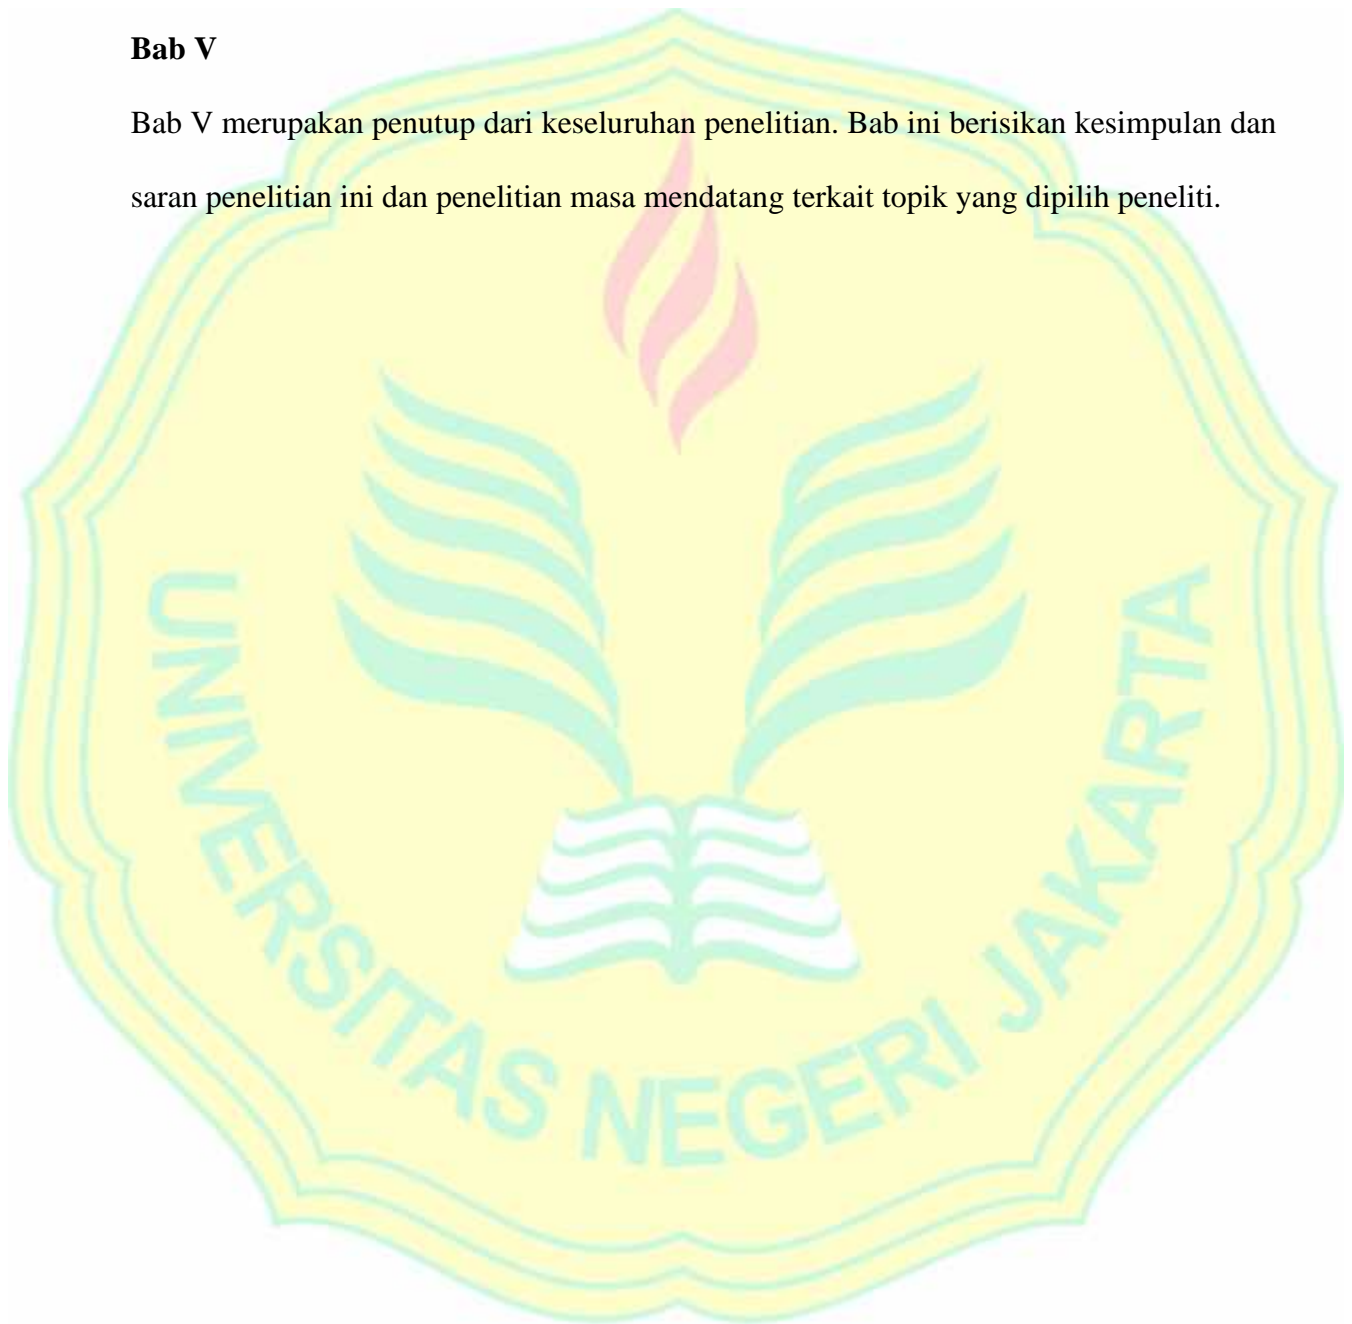 Bab V
Bab V merupakan penutup dari keseluruhan penelitian. Bab ini berisikan kesimpulan dan
saran penelitian ini dan penelitian masa mendatang terkait topik yang dipilih peneliti.
UNIVERSITAS NEGERI JAKARTA